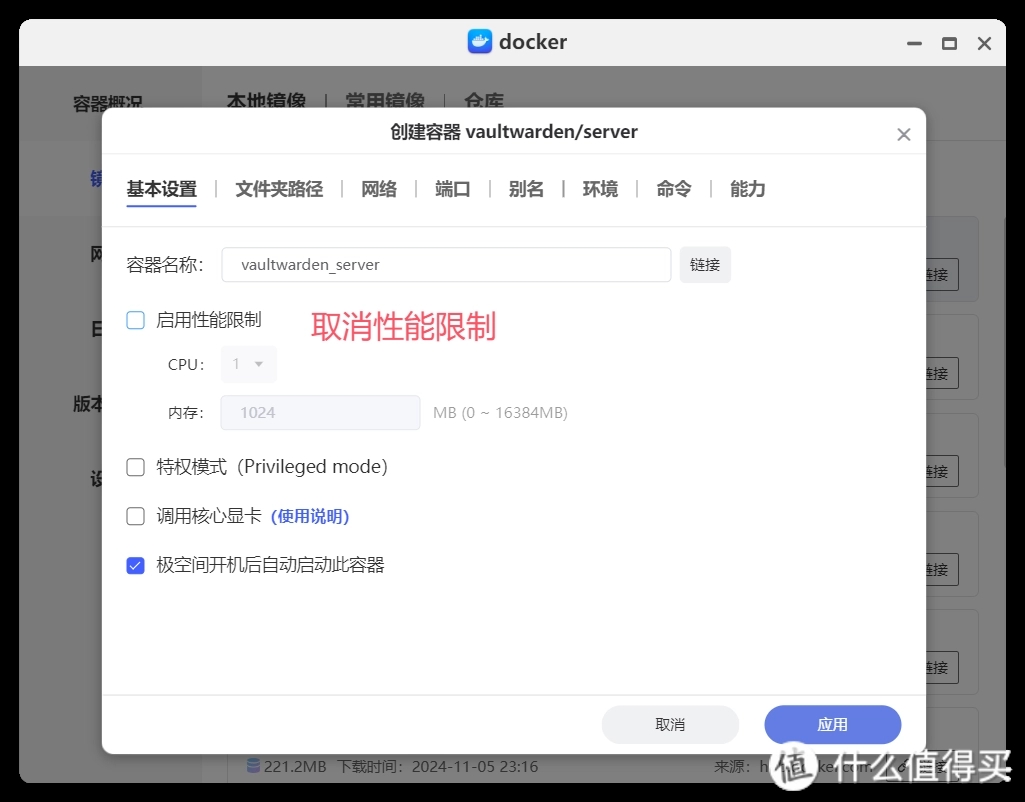 docker
容器概况
本地镜像 | 常用镜像 | 仓库
创建容器 vaultwarden/server
基本设置 | 文件夹路径 | 网络 | 端口 | 别名 | 环境 | 命令 | 能力
容器名称: vaultwarden_server 链接
启用性能限制
取消性能限制
CPU: 1
内存: 1024 MB (0 ~ 16384MB)
特权模式（Privileged mode）
调用核心显卡 (使用说明)
极空间开机后自动启动此容器
版本
取消 应用
221.2MB 下载时间: 2024-11-05 23:16 来源:
值 什么值得买